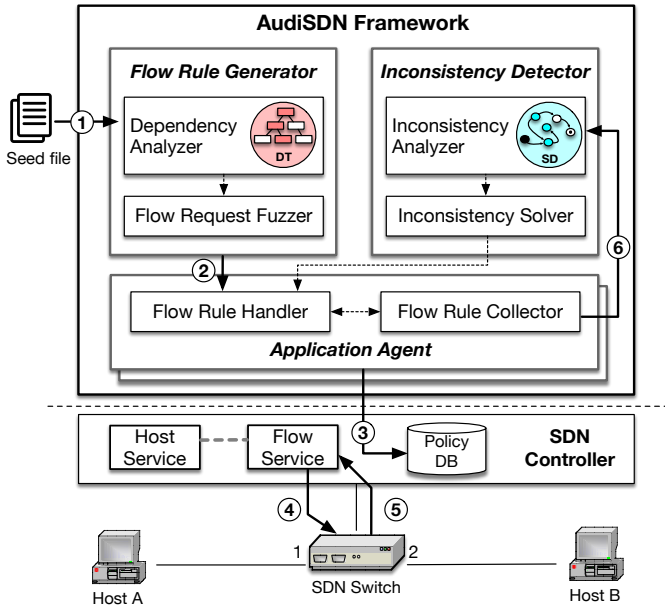 AudiSDN Framework
Flow Rule Generator
Inconsistency Detector
Seed file
1
Dependency
Analyzer
DT
Inconsistency
Analyzer
SD
Flow Request Fuzzer
Inconsistency Solver
2
6
Flow Rule Handler
Flow Rule Collector
Application Agent
3
Host
Service
Flow
Service
Policy
DB
SDN
Controller
4
5
1
2
SDN Switch
Host A
Host B